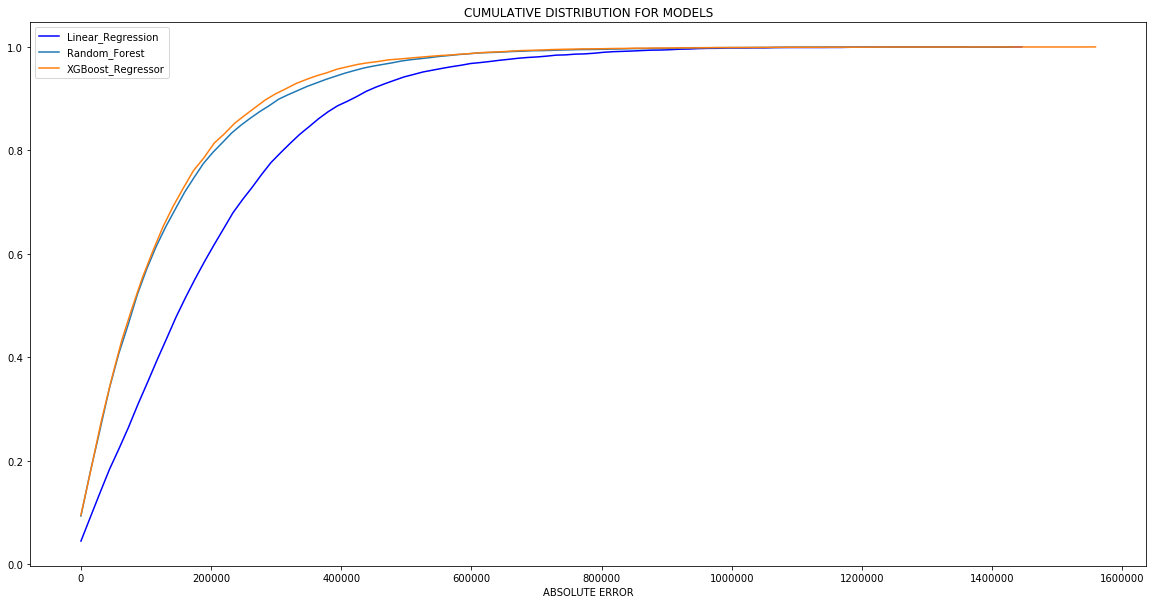 CUMULATIVE DISTRIBUTION FOR MODELS
Linear_Regression
Random_Forest
XGBoost_Regressor
1.0
0.8
0.6
0.4
0.2
0.0
0 200000 400000 600000 800000 1000000 1200000 1400000 1600000
ABSOLUTE ERROR